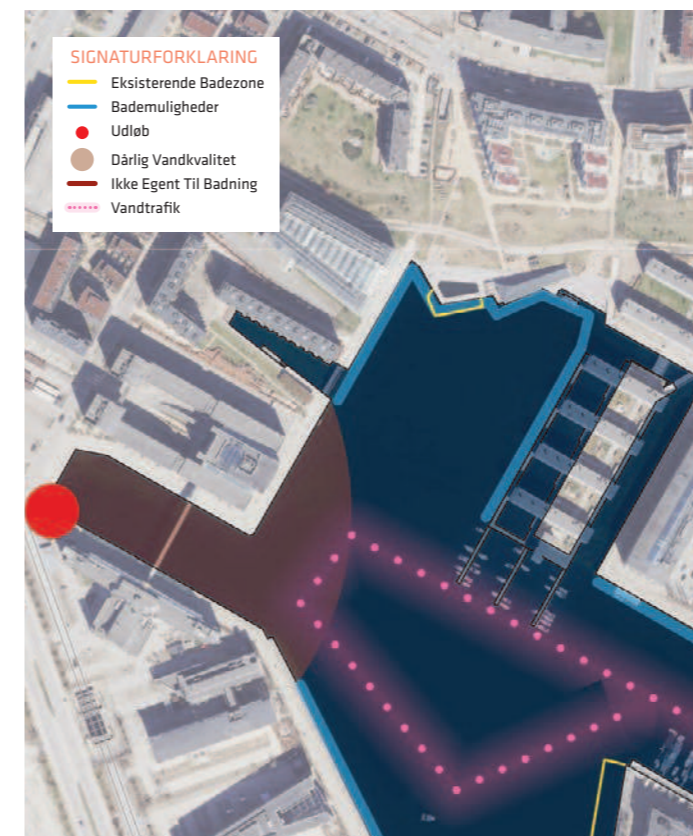 SIGNATURFORKLARING
Eksisterende Badezone
Bademuligheder
Udløb
Dårlig Vandkvalitet
Ikke Egent Til Badning
Vandtrafik